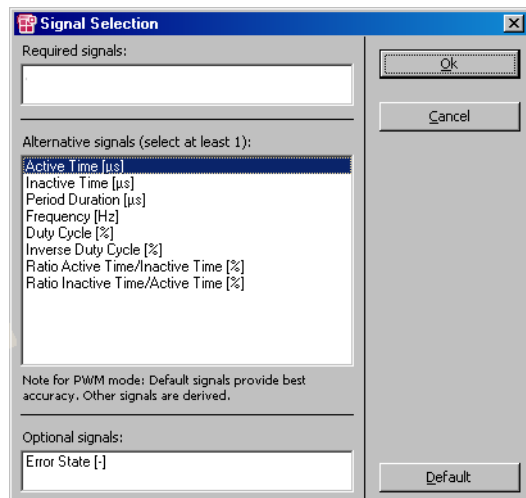 Signal Selection
Required signals:
Ok
Cancel
Alternative signals (select at least 1):
Active Time [µs]
Inactive Time [µs]
Period Duration [µs]
Frequency [Hz]
Duty Cycle [%]
Inverse Duty Cycle [%]
Ratio Active Time/Inactive Time [%]
Ratio Inactive Time/Active Time [%]
Note for PWM mode: Default signals provide best
accuracy. Other signals are derived.
Optional signals:
Error State [-]
Default